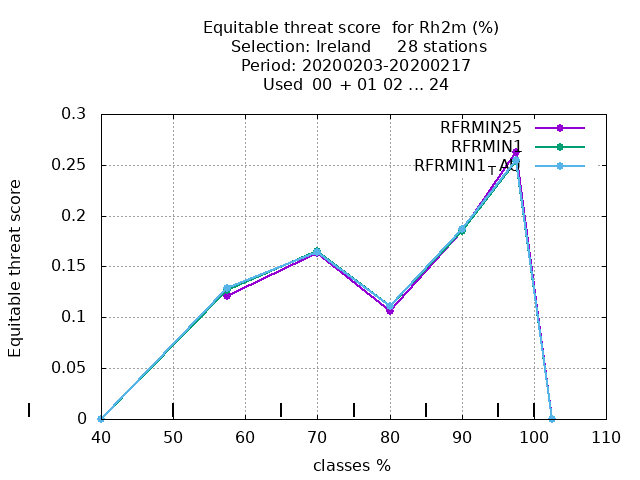 Equitable threat score for Rh2m (%)
Selection: Ireland 28 stations
Period: 20200203-20200217
Used 00 + 01 02 ... 24
RFRMIN25
RFRMIN1
Equitable threat score
0.3
0.25
0.2
0.15
0.1
0.05
0
40 50 60 70 80 90 100 110
classes %